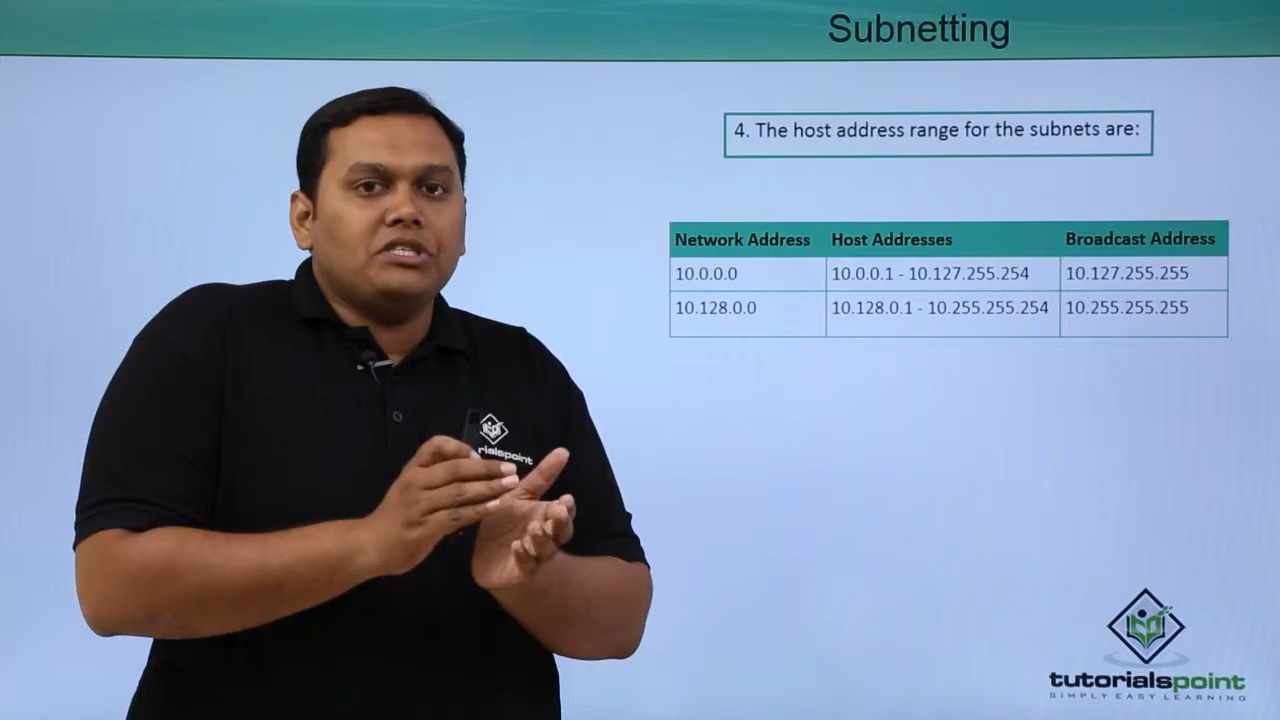 Subnetting
4. The host address range for the subnets are:
Network Address Host Addresses Broadcast Address
10.0.0.0 10.0.0.1 - 10.127.255.254 10.127.255.255
10.128.0.0 10.128.0.1 - 10.255.255.254 10.255.255.255
rialspoint
tutorialspoint
SIMPLY EASY LEARNING